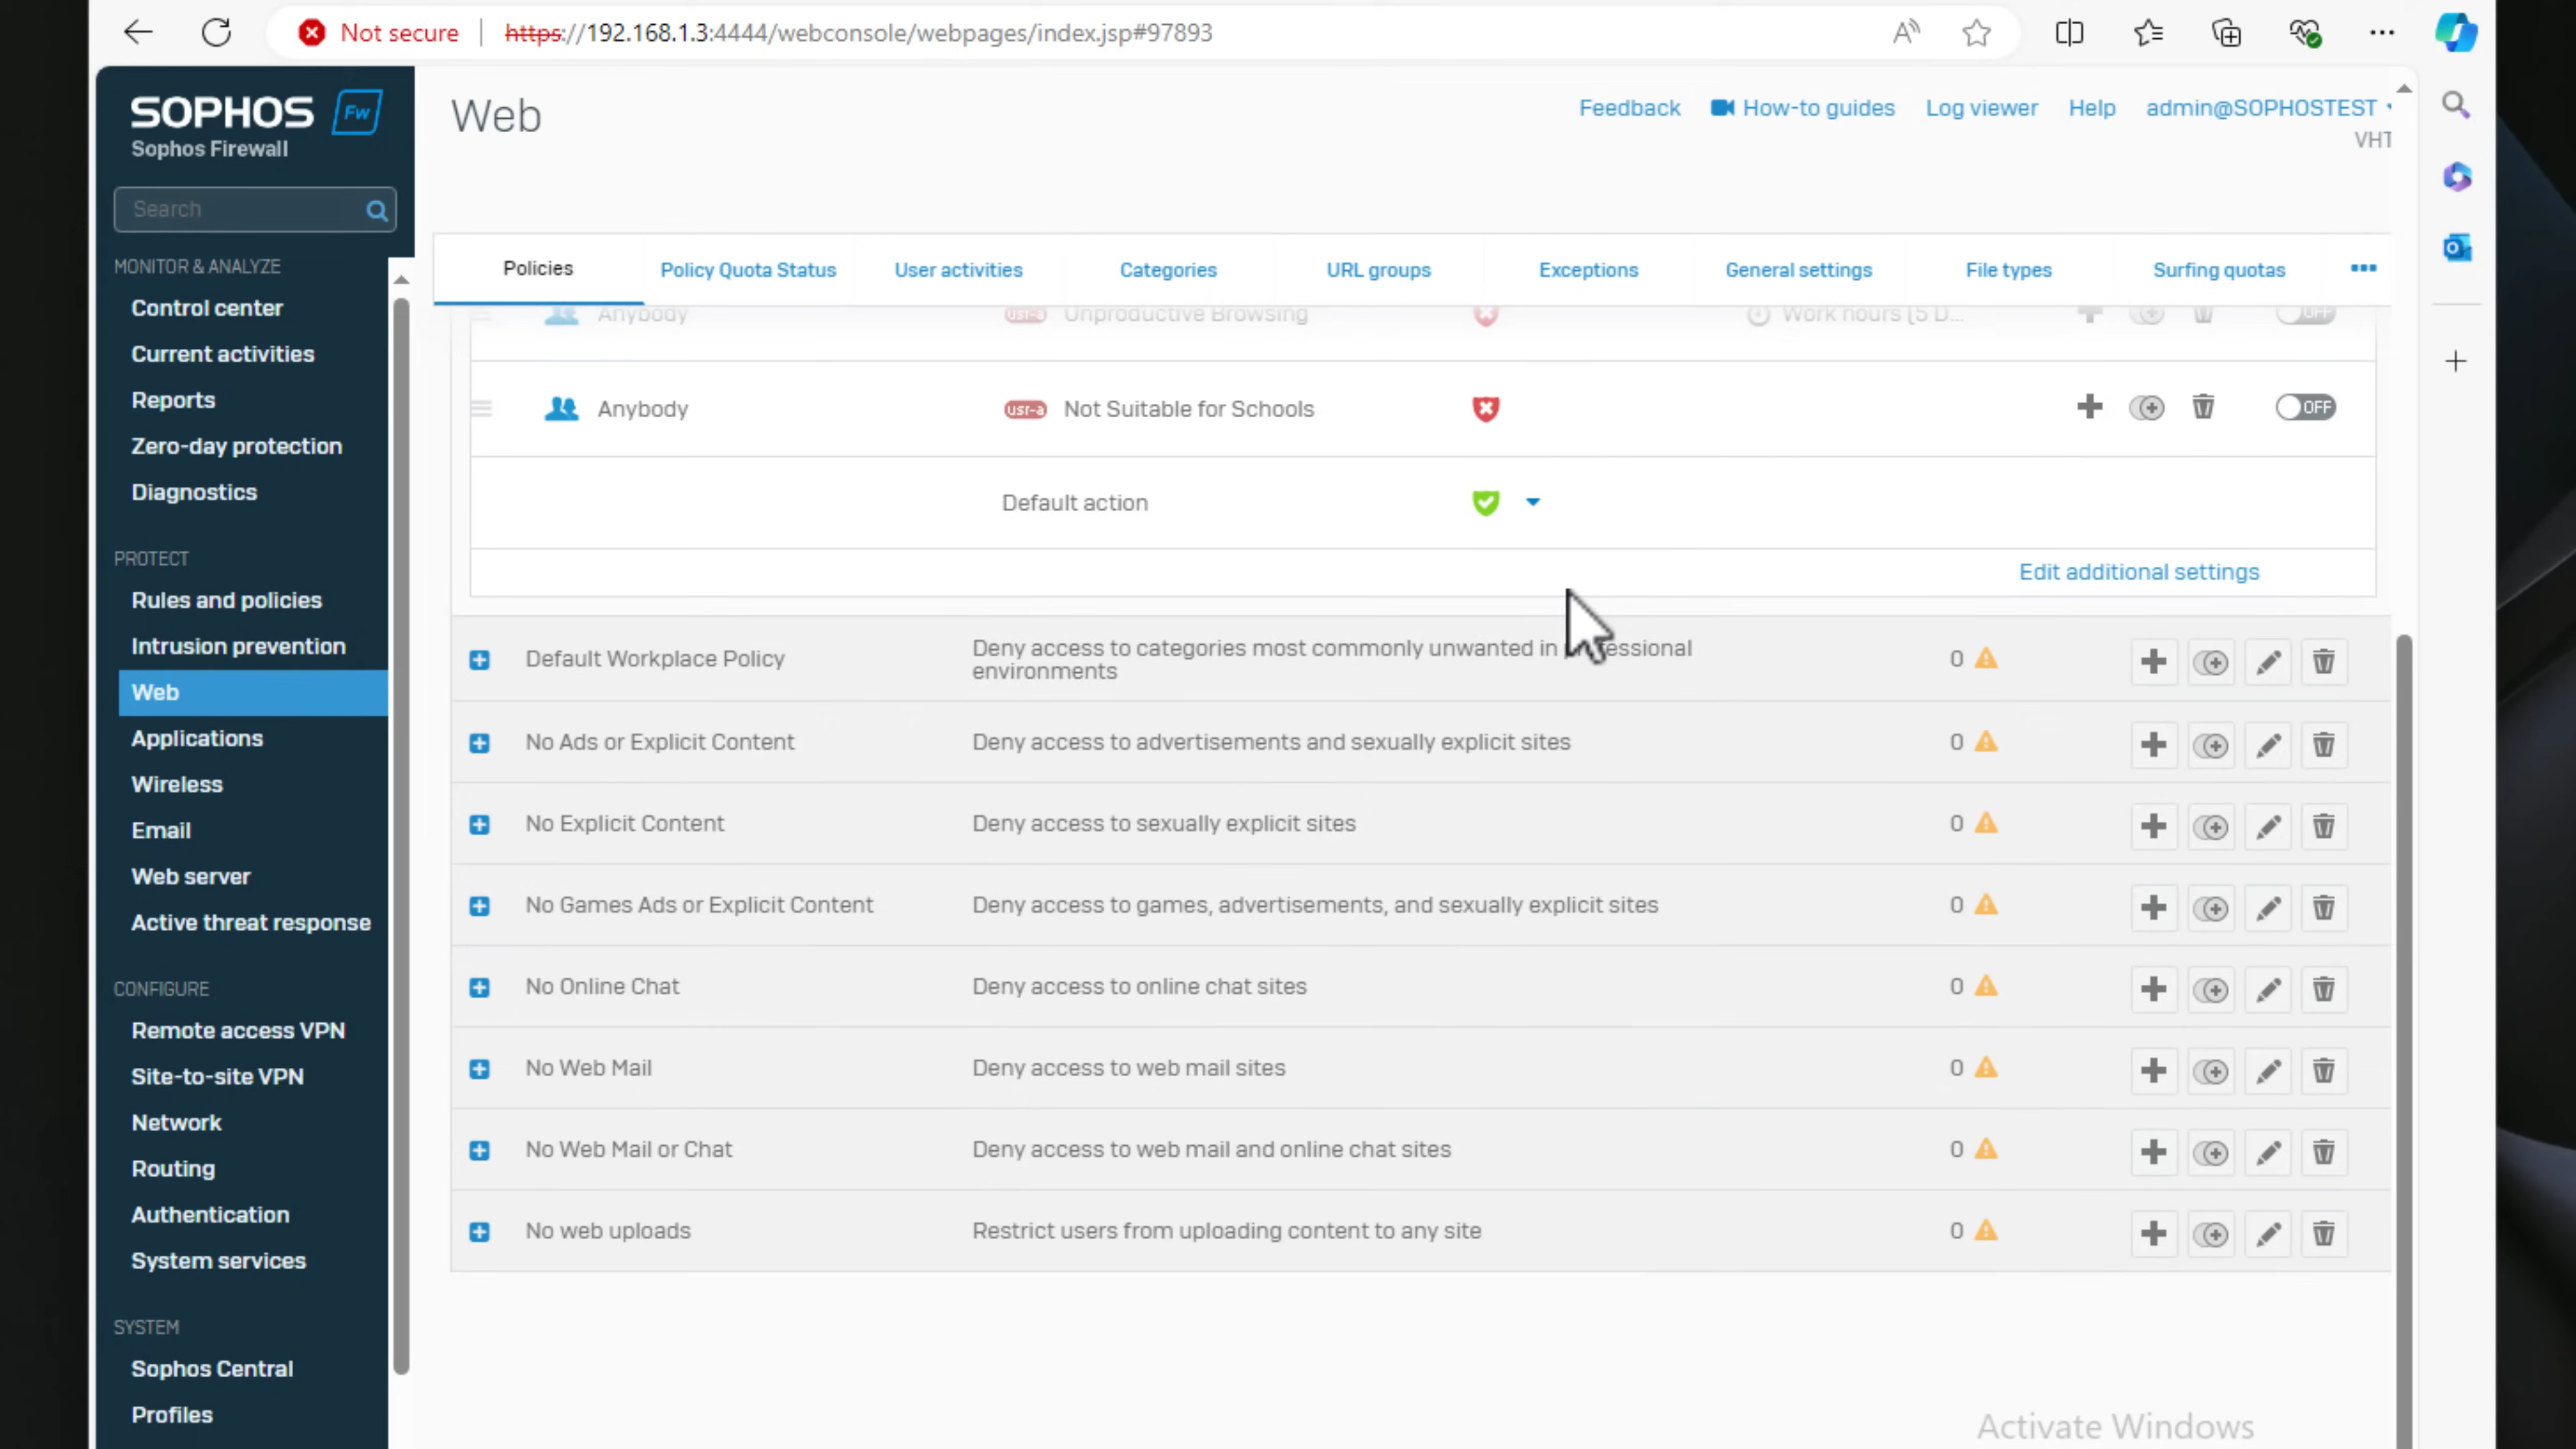 Not secure https://192.168.1.3:4444/webconsole/webpages/index.jsp#97893
SOPHOS Fw
Sophos Firewall
Search
MONITOR & ANALYZE
Control center
Current activities
Reports
Zero-day protection
Diagnostics
PROTECT
Rules and policies
Intrusion prevention
Web
Applications
Wireless
Email
Web server
Active threat response
CONFIGURE
Remote access VPN
Site-to-site VPN
Network
Routing
Authentication
System services
SYSTEM
Sophos Central
Profiles
Web
Feedback How-to guides Log viewer Help admin@SOPHOSTEST
VHT
Policies Policy Quota Status User activities Categories URL groups Exceptions General settings File types Surfing quotas
Anybody usr-a Unproductive Browsing Work hours (5 D... OFF
Anybody usr-a Not Suitable for Schools OFF
Default action
Edit additional settings
Default Workplace Policy Deny access to categories most commonly unwanted in essional 0
environments
No Ads or Explicit Content Deny access to advertisements and sexually explicit sites 0
No Explicit Content Deny access to sexually explicit sites 0
No Games Ads or Explicit Content Deny access to games, advertisements, and sexually explicit sites 0
No Online Chat Deny access to online chat sites 0
No Web Mail Deny access to web mail sites 0
No Web Mail or Chat Deny access to web mail and online chat sites 0
No web uploads Restrict users from uploading content to any site 0
Activate Windows